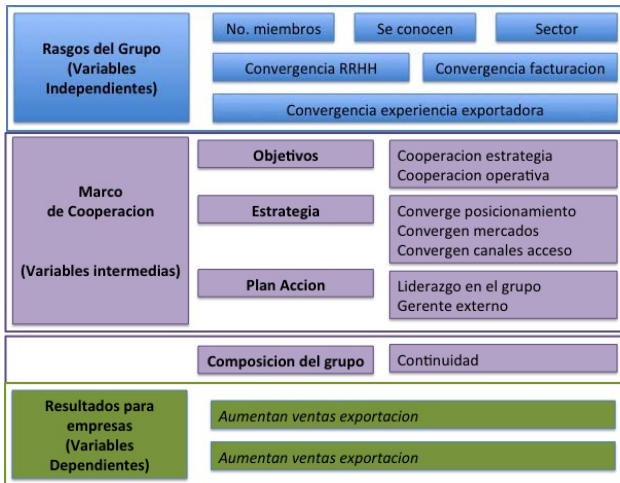 Rasgos del Grupo
(Variables
Independientes)
No. miembros
Se conocen
Sector
Convergencia RRHH
Convergencia facturacion
Convergencia experiencia exportadora
Marco
de Cooperacion
(Variables intermedias)
Objetivos
Cooperacion estrategia
Cooperacion operativa
Estrategia
Converge posicionamiento
Convergen mercados
Convergen canales acceso
Plan Accion
Liderazgo en el grupo
Gerente externo
Composicion del grupo
Continuidad
Resultados para
empresas
(Variables
Dependientes)
Aumentan ventas exportacion
Aumentan ventas exportacion